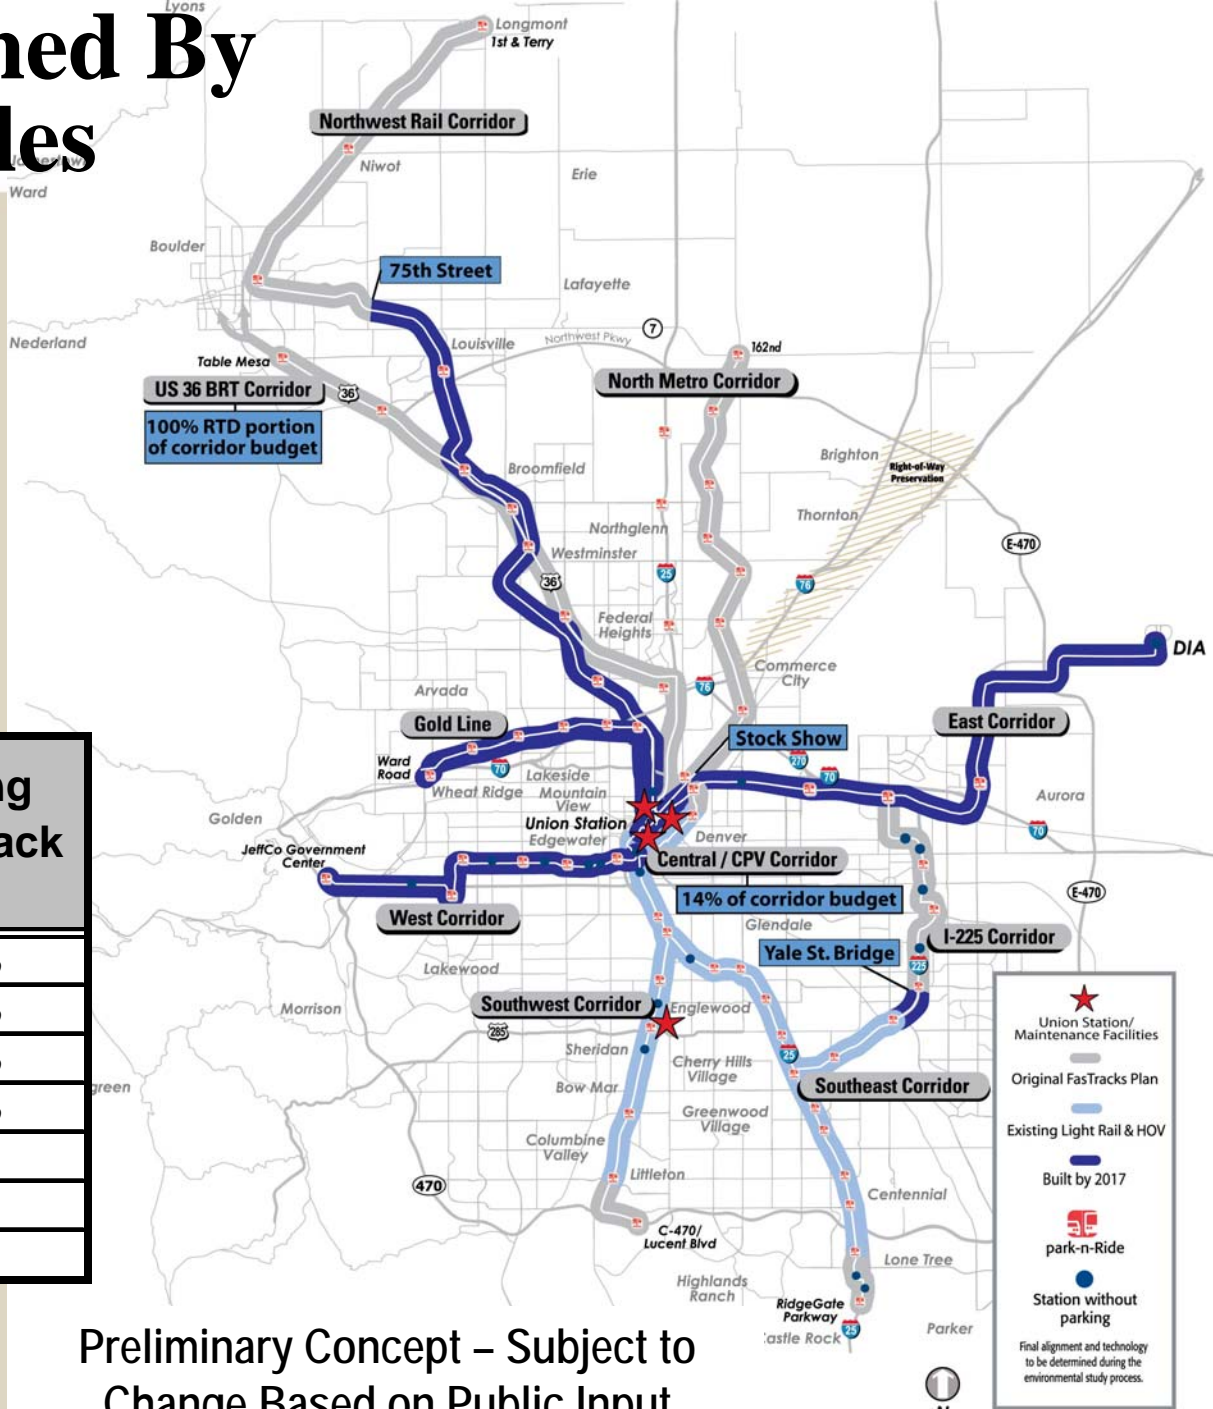 ned By
les
Lyons
Longmont
1st & Terry
Northwest Rail Corridor
Niwot
Erie
Ward
Boulder
75th Street
Lafayette
Nederland
Louisville
Northwest Pkwy
7
162nd
Table Mesa
US 36 BRT Corridor
36
North Metro Corridor
100% RTD portion
of corridor budget
Broomfield
Brighton
Right-of-Way
Preservation
Northglenn
Thornton
Westminster
E-470
25
36
76
Federal
Heights
DIA
Commerce
City
76
Arvada
Gold Line
East Corridor
Stock Show
Ward
Road
70
270
70
Lakeside
Wheat Ridge
Mountain
View
Aurora
ng
ack
Golden
Union Station
Edgewater
Denver
70
JeffCo Government
Center
Central / CPV Corridor
14% of corridor budget
E-470
West Corridor
Glendale
I-225 Corridor
Yale St. Bridge
225
Lakewood
Morrison
Southwest Corridor
Englewood
285
Sheridan
25
Cherry Hills
Village
green
Bow Mar
Southeast Corridor
Greenwood
Village
Columbine
Valley
Littleton
470
Centennial
C-470/
Lucent Blvd
Lone Tree
Highlands
Ranch
RidgeGate
Parkway
25
astle Rock
Parker
Union Station/
Maintenance Facilities
Original FasTracks Plan
Existing Light Rail & HOV
Built by 2017
park-n-Ride
Station without
parking
Final alignment and technology
to be determined during the
environmental study process.
Preliminary Concept – Subject to
Change Based on Public Input